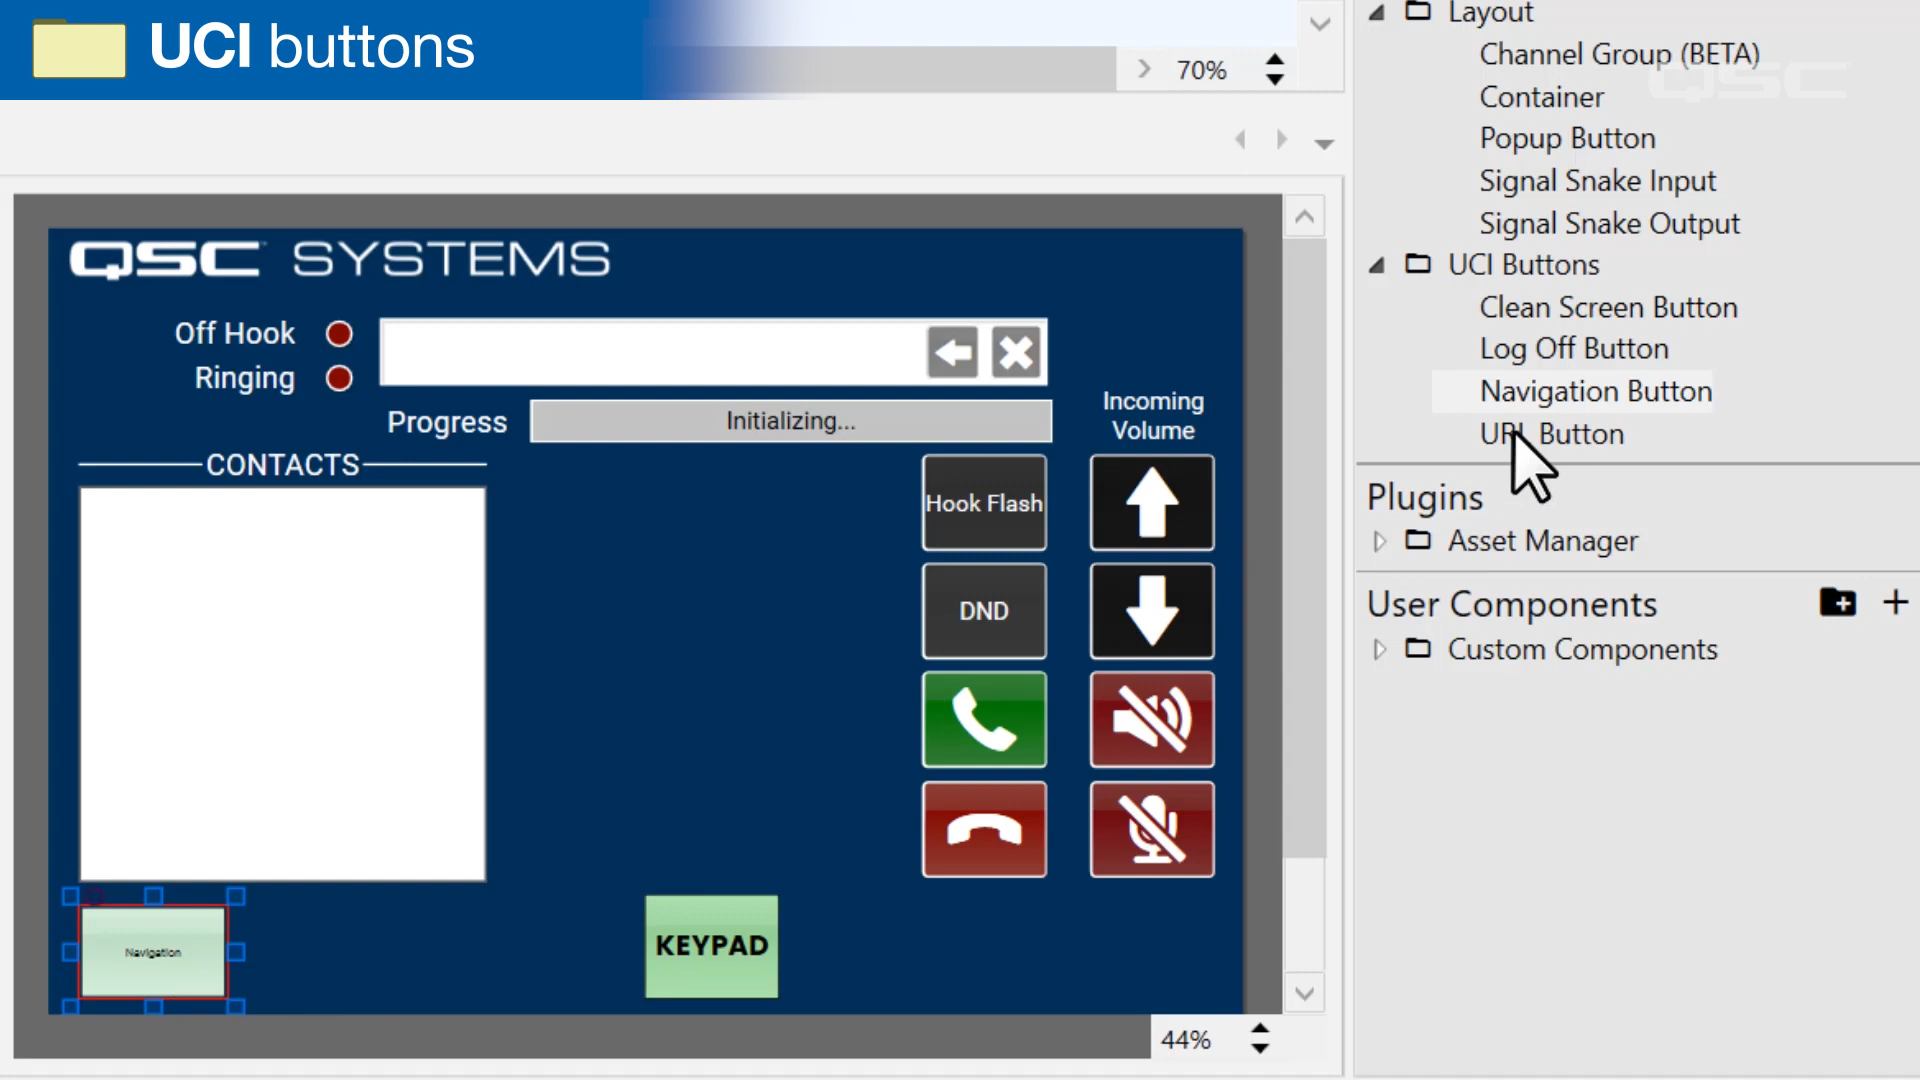 UCI buttons
70%
QSC SYSTEMS
Off Hook
Ringing
Progress
Initializing...
Incoming
Volume
CONTACTS
Hook Flash
DND
Navigation
KEYPAD
44%
Layout
Channel Group (BETA)
QSC
Container
Popup Button
Signal Snake Input
Signal Snake Output
UCI Buttons
Clean Screen Button
Log Off Button
Navigation Button
URL Button
Plugins
Asset Manager
User Components
Custom Components